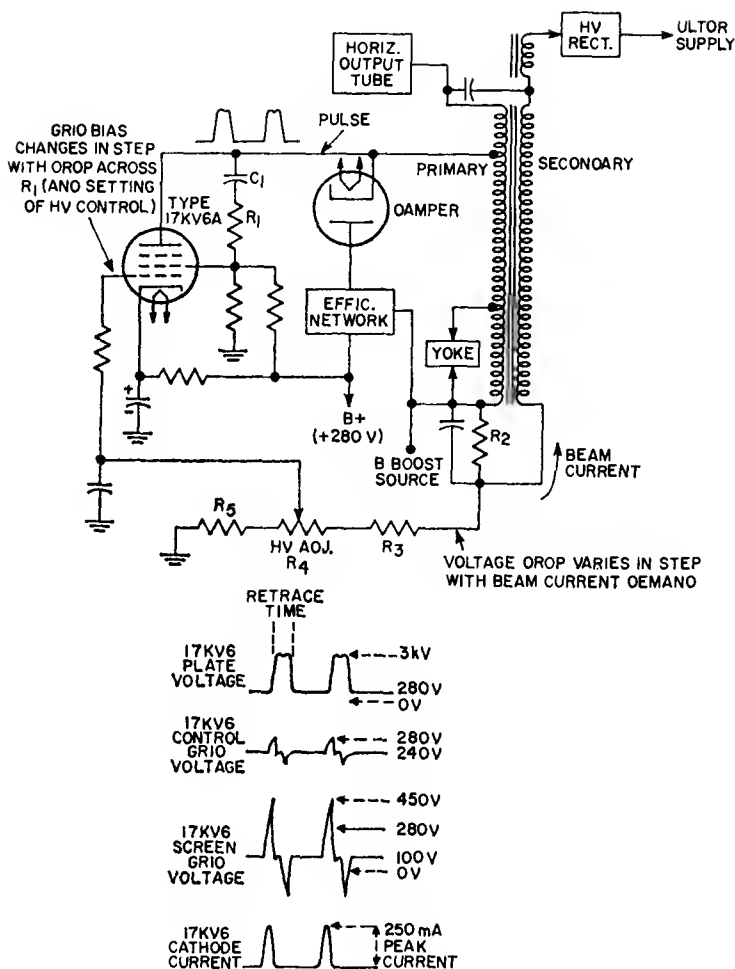 HV
RECT.
ULTOR
SUPPLY
HORIZ.
OUTPUT
TUBE
GRIO BIAS
CHANGES IN STEP
WITH OROP ACROSS
R1 (ANO SETTING
OF HV CONTROL)
PULSE
PRIMARY
SECONOARY
C1
R1
TYPE
17KV6A
OAMPER
EFFIC.
NETWORK
YOKE
B+
(+280 V)
B BOOST
SOURCE
R2
BEAM
CURRENT
R5
HV AOJ.
R4
R3
VOLTAGE OROP VARIES IN STEP
WITH BEAM CURRENT OEMANO
RETRACE
TIME
17KV6
PLATE
VOLTAGE
3kV
280V
0V
17KV6
CONTROL
GRIO
VOLTAGE
280V
240V
17KV6
SCREEN
GRIO
VOLTAGE
450V
280V
100V
0V
17KV6
CATHODE
CURRENT
250mA
PEAK
CURRENT